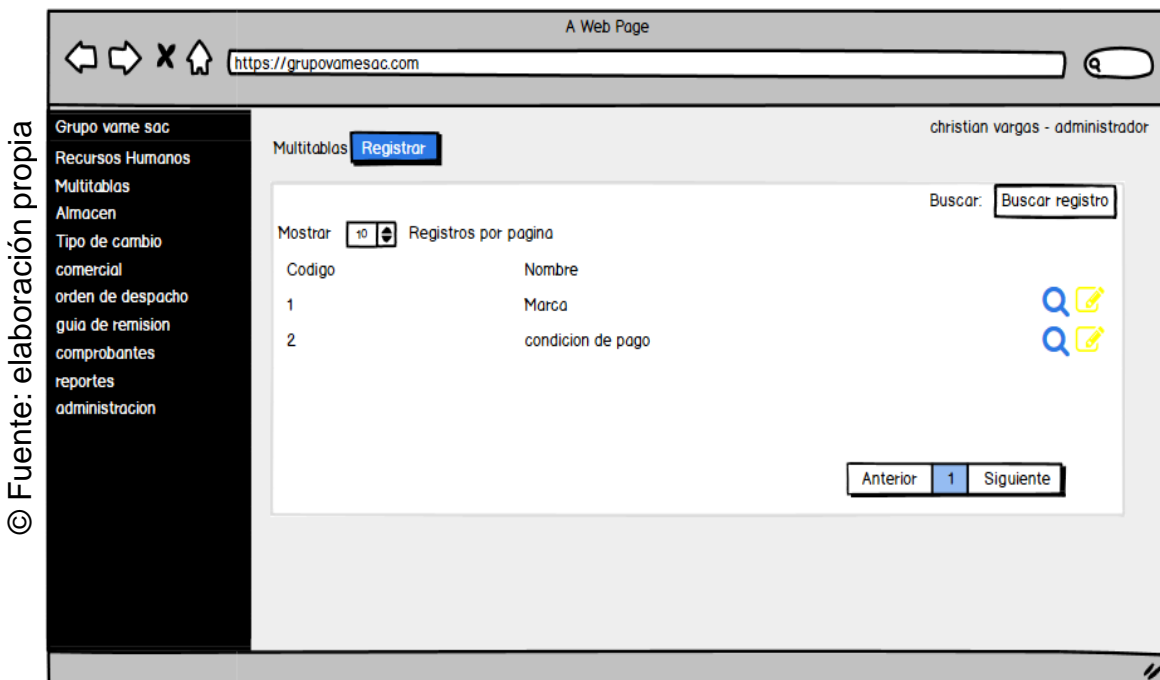 A Web Page
https://grupovamesac.com
© Fuente: elaboración propia
Grupo vame sac
Recursos Humanos
Multitablas
Almacen
Tipo de cambio
comercial
orden de despacho
guia de remision
comprobantes
reportes
administracion
christian vargas - administrador
Multitablas Registrar
Buscar: Buscar registro
Mostrar 10 Registros por pagina
Codigo Nombre
1 Marca
2 condicion de pago
Anterior 1 Siguiente